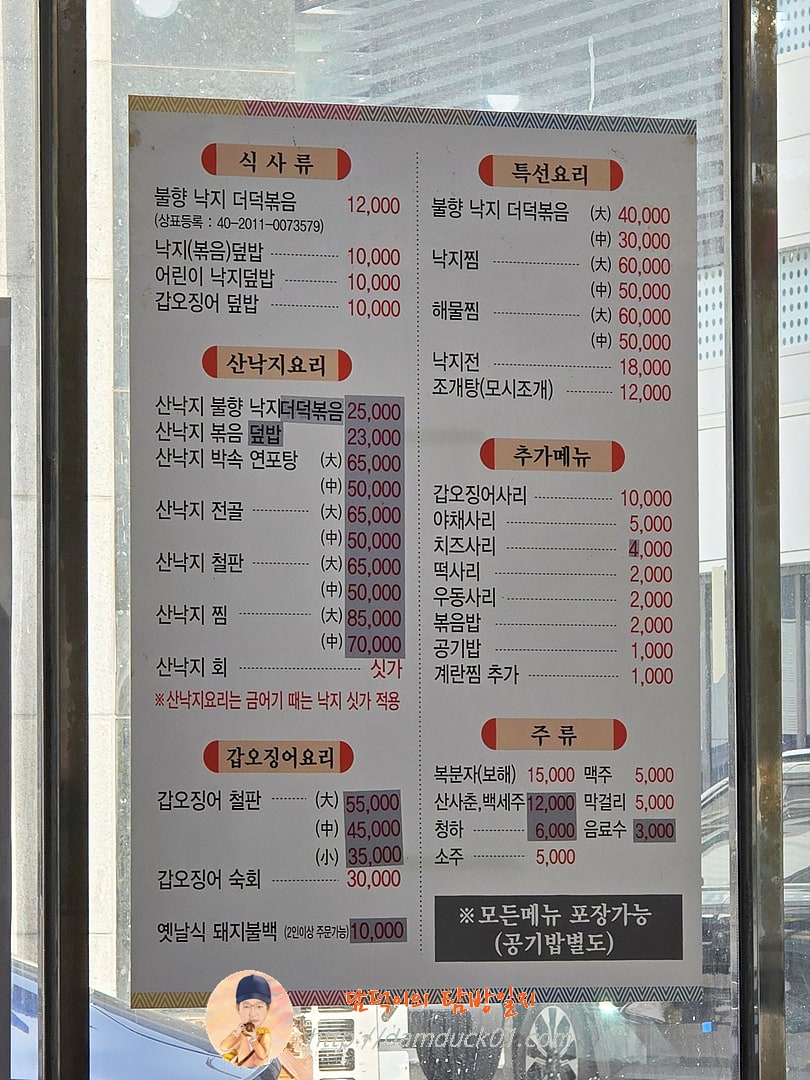 식사류
불향 낙지 더덕볶음 12,000
(상표등록 : 40-2011-0073579)
낙지(볶음)덮밥 10,000
어린이 낙지덮밥 10,000
갑오징어 덮밥 10,000
산낙지요리
산낙지 불향 낙지더덕볶음 25,000
산낙지 볶음 덮밥 23,000
산낙지 박속 연포탕 (大) 65,000
(中) 50,000
산낙지 전골 (大) 65,000
(中) 50,000
산낙지 철판 (大) 65,000
(中) 50,000
산낙지 찜 (大) 85,000
(中) 70,000
산낙지 회 싯가
※산낙지요리는 금어기 때는 낙지 싯가 적용
갑오징어요리
갑오징어 철판 (大) 55,000
(中) 45,000
(小) 35,000
갑오징어 숙회 30,000
옛날식 돼지불백 (2인이상 주문가능) 10,000
특선요리
불향 낙지 더덕볶음 (大) 40,000
(中) 30,000
낙지찜 (大) 60,000
(中) 50,000
해물찜 (大) 60,000
(中) 50,000
낙지전 18,000
조개탕(모시조개) 12,000
추가메뉴
갑오징어사리 10,000
야채사리 5,000
치즈사리 4,000
떡사리 2,000
우동사리 2,000
볶음밥 2,000
공기밥 1,000
계란찜 추가 1,000
주류
복분자(보해) 15,000 맥주 5,000
산사춘,백세주 12,000 막걸리 5,000
청하 6,000 음료수 3,000
소주 5,000
※모든메뉴 포장가능
(공기밥별도)
담덕이의 탐방일지
http://damduck01.com